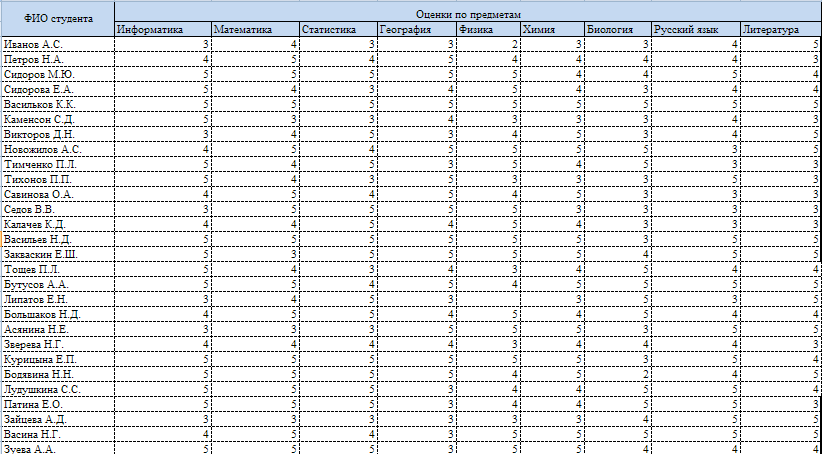 ФИО студента Оценки по предметам
Информатика Математика Статистика География Физика Химия Биология Русский язык Литература
Иванов А.С. 3 4 3 3 2 3 3 4 5
Петров Н.А. 4 5 4 5 4 4 4 4 3
Сидоров М.Ю. 5 5 5 5 5 4 4 5 4
Сидорова Е.А. 5 4 3 4 5 4 3 4 4
Васильков К.К. 5 5 5 5 5 5 5 5 5
Каменсон С.Д. 5 3 3 4 3 3 3 4 3
Викторов Д.Н. 3 4 5 3 4 5 3 4 5
Новожилов А.С. 4 5 4 5 5 5 5 3 3
Тимченко П.Л. 5 4 5 3 5 4 5 3 3
Тихонов П.П. 5 4 3 5 3 3 3 5 3
Савинова О.А. 4 5 4 5 4 5 3 3 3
Седов В.В. 3 5 5 5 5 3 3 3 3
Калачев К.Д. 4 4 5 4 5 4 3 3 3
Васильев Н.Д. 5 5 5 5 5 5 3 5 5
Закваскин Е.Ш. 5 3 5 5 5 5 4 5 5
Тощев П.Л. 5 4 3 4 3 4 5 4 4
Бутусов А.А. 5 5 4 5 4 5 5 5 5
Липатов Е.Н. 3 4 5 3 3 5 3 5
Большаков Н.Д. 4 5 5 4 5 4 5 4 4
Асянина Н.Е. 3 3 3 5 5 5 3 5 5
Зверева Н.Г. 4 4 4 4 3 4 4 4 3
Курицына Е.П. 5 5 5 5 5 5 3 5 4
Бодявина Н.Н. 5 5 5 5 4 5 2 4 5
Лудушкина С.С. 5 5 5 3 4 4 5 5 4
Патина Е.О. 5 5 5 3 4 4 5 5 3
Зайцева А.Д. 3 3 3 3 3 3 4 5 5
Васина Н.Г. 4 5 4 3 5 5 5 5 5
Зуева А.А. 5 5 5 3 5 5 4 4 4